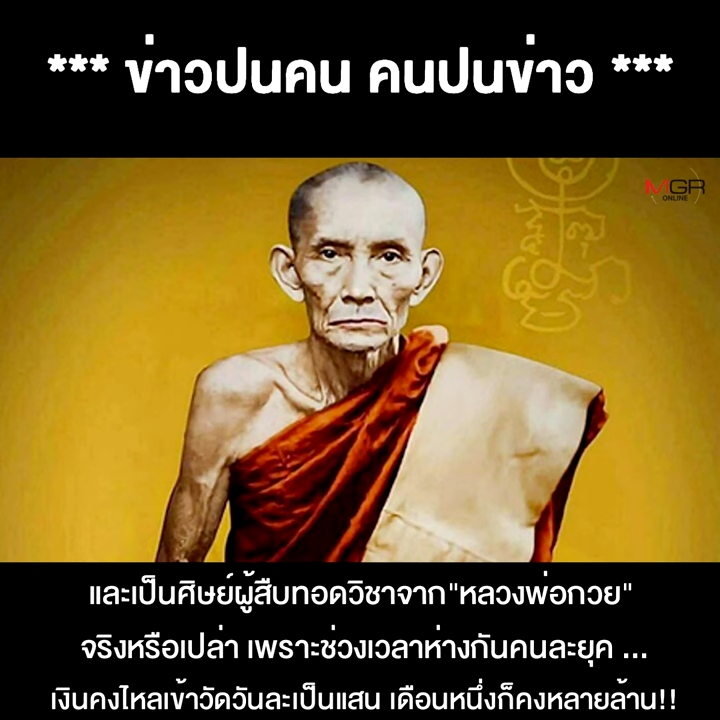 *** ข่าวปนคน คนปนข่าว ***
MGR
ONLINE
และเป็นศิษย์ผู้สืบทอดวิชาจาก"หลวงพ่อกวย"
จริงหรือเปล่า เพราะช่วงเวลาห่างกันคนละยุค ...
เงินคงไหลเข้าวัดวันละเป็นแสน เดือนหนึ่งก็คงหลายล้าน!!